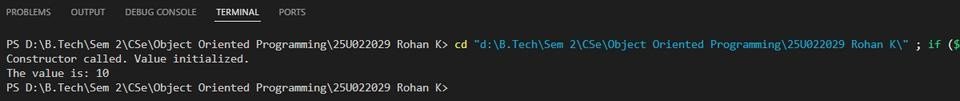 PROBLEMS OUTPUT DEBUG CONSOLE TERMINAL PORTS
PS D:\B.Tech\Sem 2\CSe\Object Oriented Programming\25U022029 Rohan K> cd "d:\B.Tech\Sem 2\CSe\Object Oriented Programming\25U022029 Rohan K\" ; if ($
Constructor called. Value initialized.
The value is: 10
PS D:\B.Tech\Sem 2\CSe\Object Oriented Programming\25U022029 Rohan K>